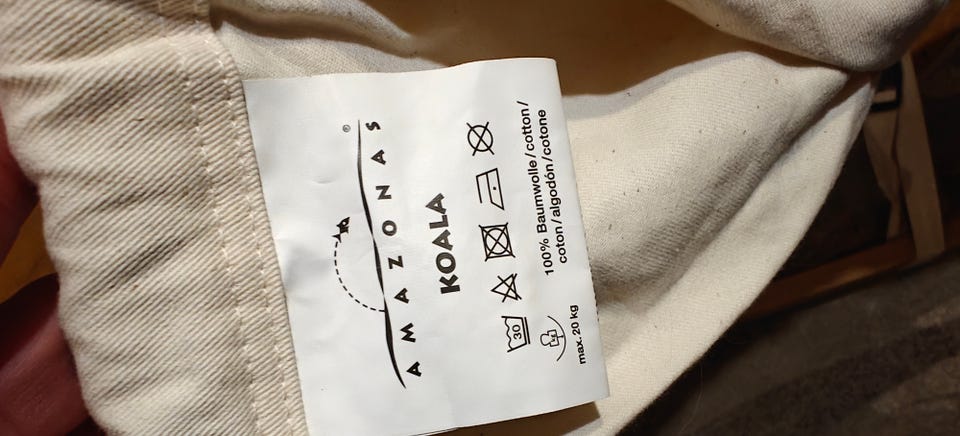 ®
AMAZONAS
KOALA
30
100% Baumwolle/cotton/
coton/algodón/cotone
max. 20 kg